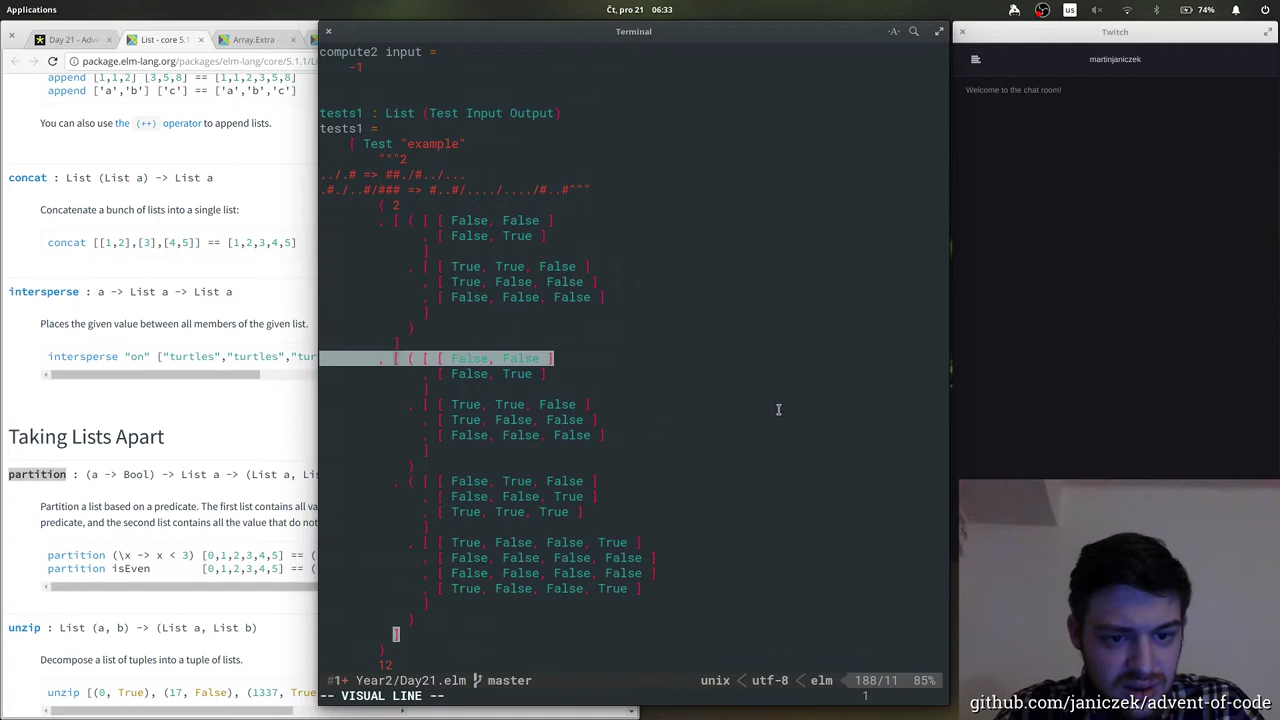 Applications
Čt, pro 21 06:33
us
74%
Day 21 - Adve
List - core 5.1
Array.Extra -
https://package.elm-lang.org/packages/elm-lang/core/5.1.1/Li
append [1,1,2] [3,5,8] == [1,1,2,3,5,8]
append ['a','b'] ['c'] == ['a','b','c']
You can also use the (++) operator to append lists.
concat : List (List a) -> List a
Concatenate a bunch of lists into a single list:
concat [[1,2],[3],[4,5]] == [1,2,3,4,5]
intersperse : a -> List a -> List a
Places the given value between all members of the given list.
intersperse "on" ["turtles","turtles","tur
Taking Lists Apart
partition : (a -> Bool) -> List a -> (List a, Lis
Partition a list based on a predicate. The first list contains all va
predicate, and the second list contains all the value that do not
partition (\x -> x < 3) [0,1,2,3,4,5] == (
partition isEven [0,1,2,3,4,5] == (
unzip : List (a, b) -> (List a, List b)
Decompose a list of tuples into a tuple of lists.
unzip [(0, True), (17, False), (1337, True
Terminal
compute2 input =
-1
tests1 : List (Test Input Output)
tests1 =
[ Test "example"
"""2
../.# => ##./#../...
.#./..#/### => #..#/..../..../#..#"""
( 2
, [ ( [ [ False, False ]
, [ False, True ]
]
, [ [ True, True, False ]
, [ True, False, False ]
, [ False, False, False ]
]
)
]
, [ ( [ [ False, False ]
, [ False, True ]
]
, [ [ True, True, False ]
, [ True, False, False ]
, [ False, False, False ]
]
)
, ( [ [ False, True, False ]
, [ False, False, True ]
, [ True, True, True ]
]
, [ [ True, False, False, True ]
, [ False, False, False, False ]
, [ False, False, False, False ]
, [ True, False, False, True ]
]
)
]
)
12
#1+ Year2/Day21.elm master
unix < utf-8 < elm
188/11 85%
-- VISUAL LINE --
1
Twitch
martinjaniczek
Welcome to the chat room!
github.com/janiczek/advent-of-code